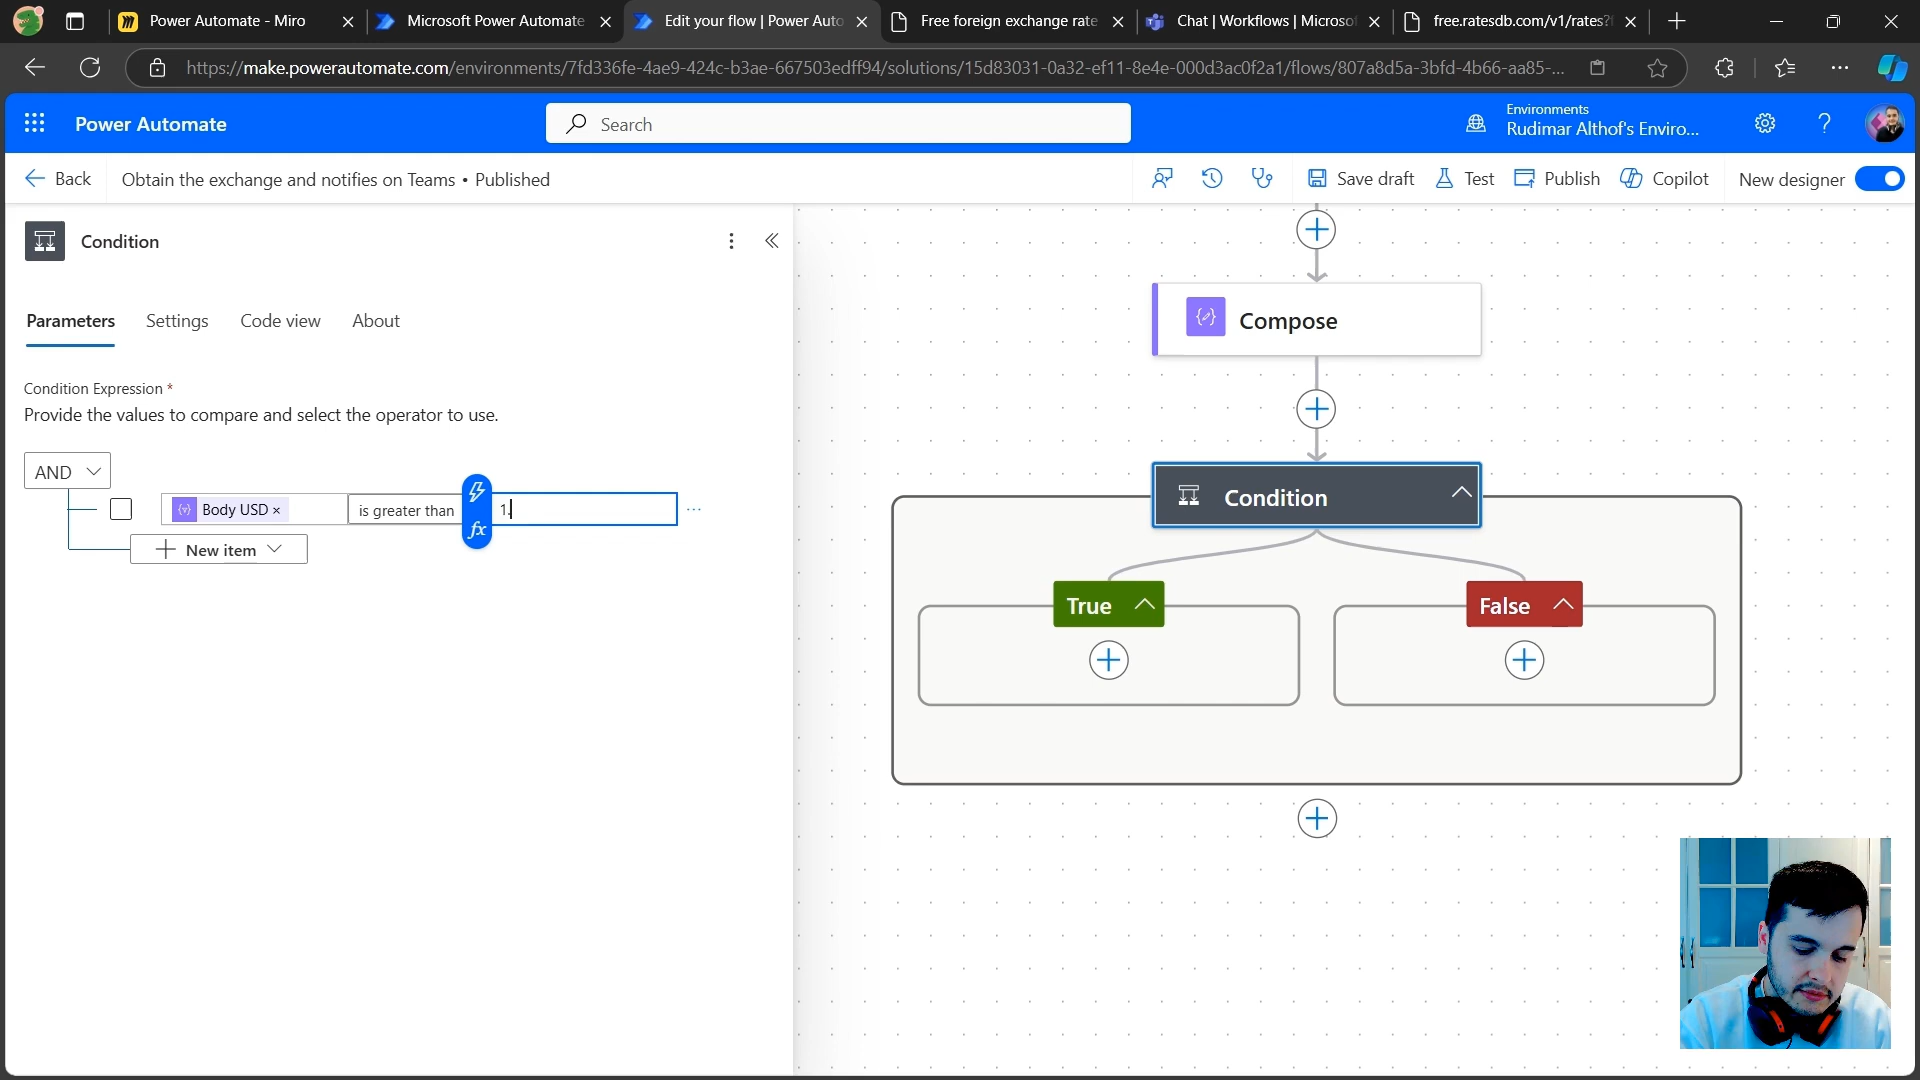 Power Automate - Miro
Microsoft Power Automate
Edit your flow | Power Auto
Free foreign exchange rate
Chat | Workflows | Microsof
free.ratesdb.com/v1/rates?f
https://make.powerautomate.com/environments/7fd336fe-4ae9-424c-b3ae-667503edff94/solutions/15d83031-0a32-ef11-8e4e-000d3ac0f2a1/flows/807a8d5a-3bfd-4b66-aa85-...
Power Automate
Search
Environments
Rudimar Althof's Enviro...
Back
Obtain the exchange and notifies on Teams • Published
Save draft
Test
Publish
Copilot
New designer
Condition
Parameters
Settings
Code view
About
Condition Expression *
Provide the values to compare and select the operator to use.
AND
Body USD ×
is greater than
fx
1.
...
New item
Compose
Condition
True
False